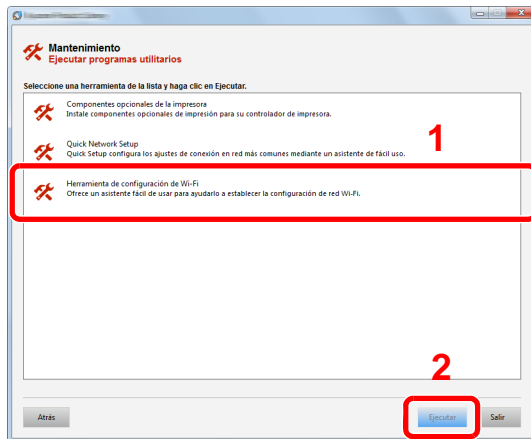 Mantenimiento
Ejecutar programas utilitarios
Seleccione una herramienta de la lista y haga clic en Ejecutar.
Componentes opcionales de la impresora
Instale componentes opcionales de impresión para su controlador de impresora.
1
Quick Network Setup
Quick Setup configura los ajustes de conexión en red más comunes mediante un asistente de fácil uso.
Herramienta de configuración de Wi-Fi
Ofrece un asistente fácil de usar para ayudarlo a establecer la configuración de red Wi-Fi.
2
Atrás
Ejecutar
Salir